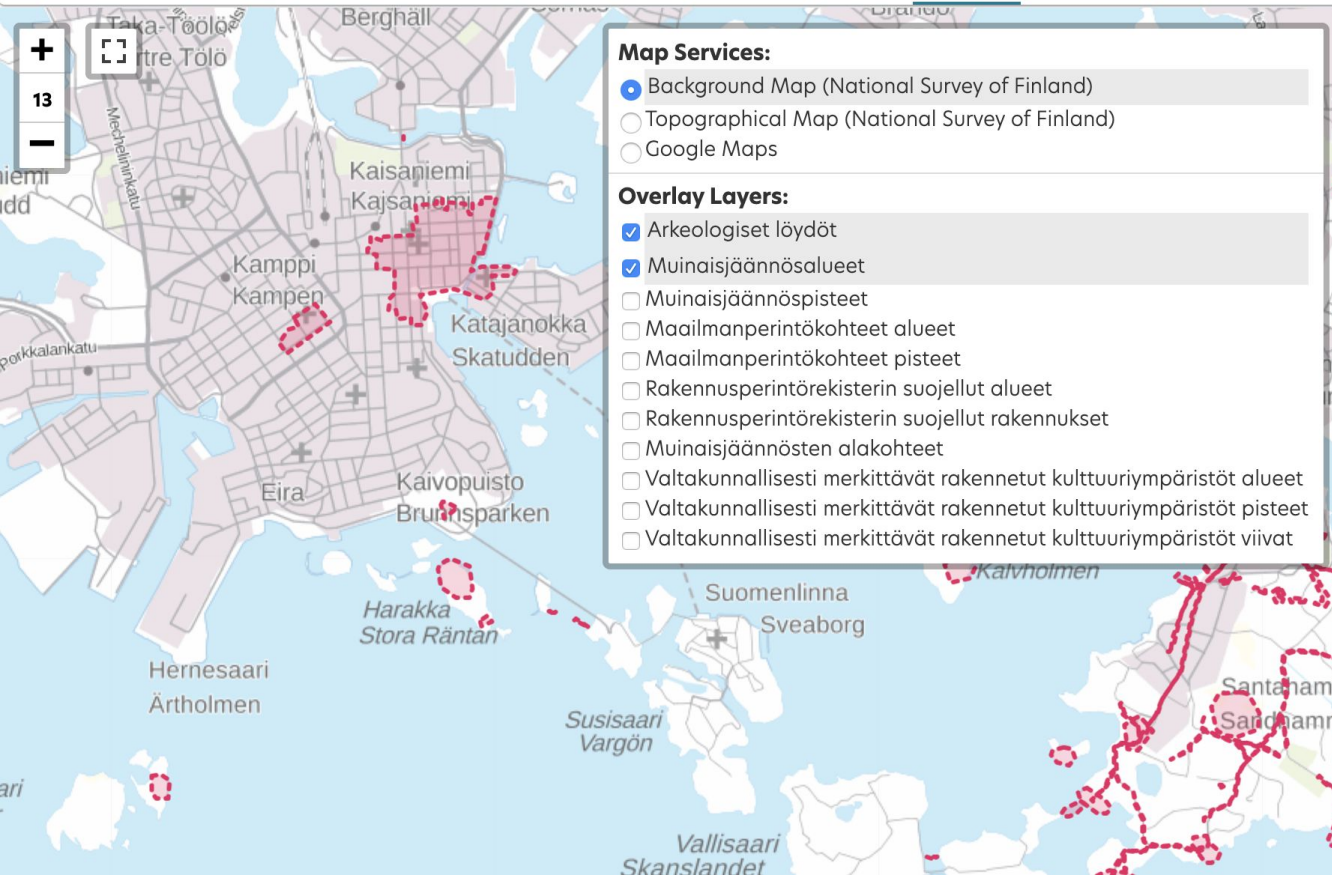 Taka-Töölö
Bortre Tölö
Berghäll
Mechelininkatu
+
13
−
Kaisaniemi
Kajsaniemi
Kamppi
Kampen
Porkkalankatu
Katajanokka
Skatudden
Eira
Kaivopuisto
Brunnsparken
Harakka
Stora Räntan
Hernesaari
Ärtholmen
Suomenlinna
Sveaborg
Susisaari
Vargön
Vallisaari
Skanslandet
Kalvholmen
Map Services:
Background Map (National Survey of Finland)
Topographical Map (National Survey of Finland)
Google Maps
Overlay Layers:
Arkeologiset löydöt
Muinaisjäännösalueet
Muinaisjäännöspisteet
Maailmanperintökohteet alueet
Maailmanperintökohteet pisteet
Rakennusperintörekisterin suojellut alueet
Rakennusperintörekisterin suojellut rakennukset
Muinaisjäännösten alakohteet
Valtakunnallisesti merkittävät rakennetut kulttuuriympäristöt alueet
Valtakunnallisesti merkittävät rakennetut kulttuuriympäristöt pisteet
Valtakunnallisesti merkittävät rakennetut kulttuuriympäristöt viivat